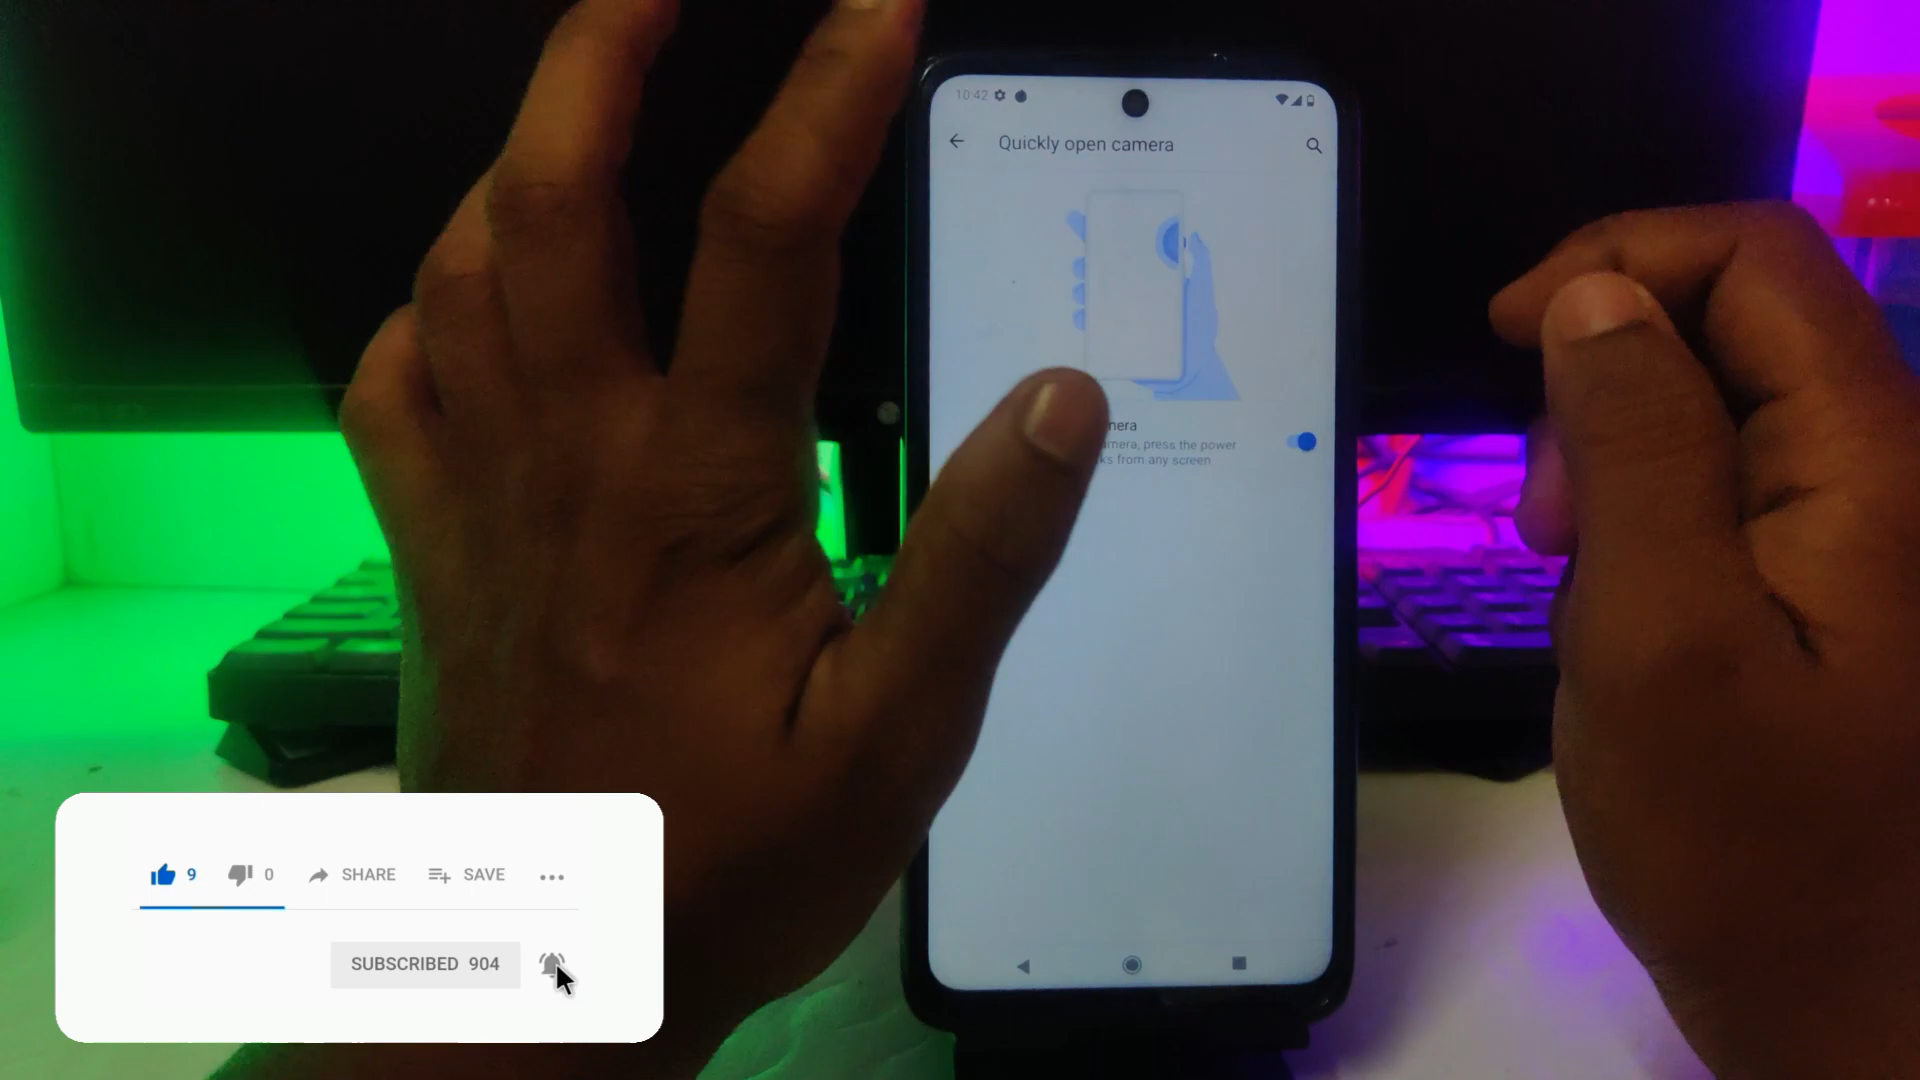 10:42
Quickly open camera
nera
amera, press the power
ks from any screen
9
0
SHARE
SAVE
SUBSCRIBED 904